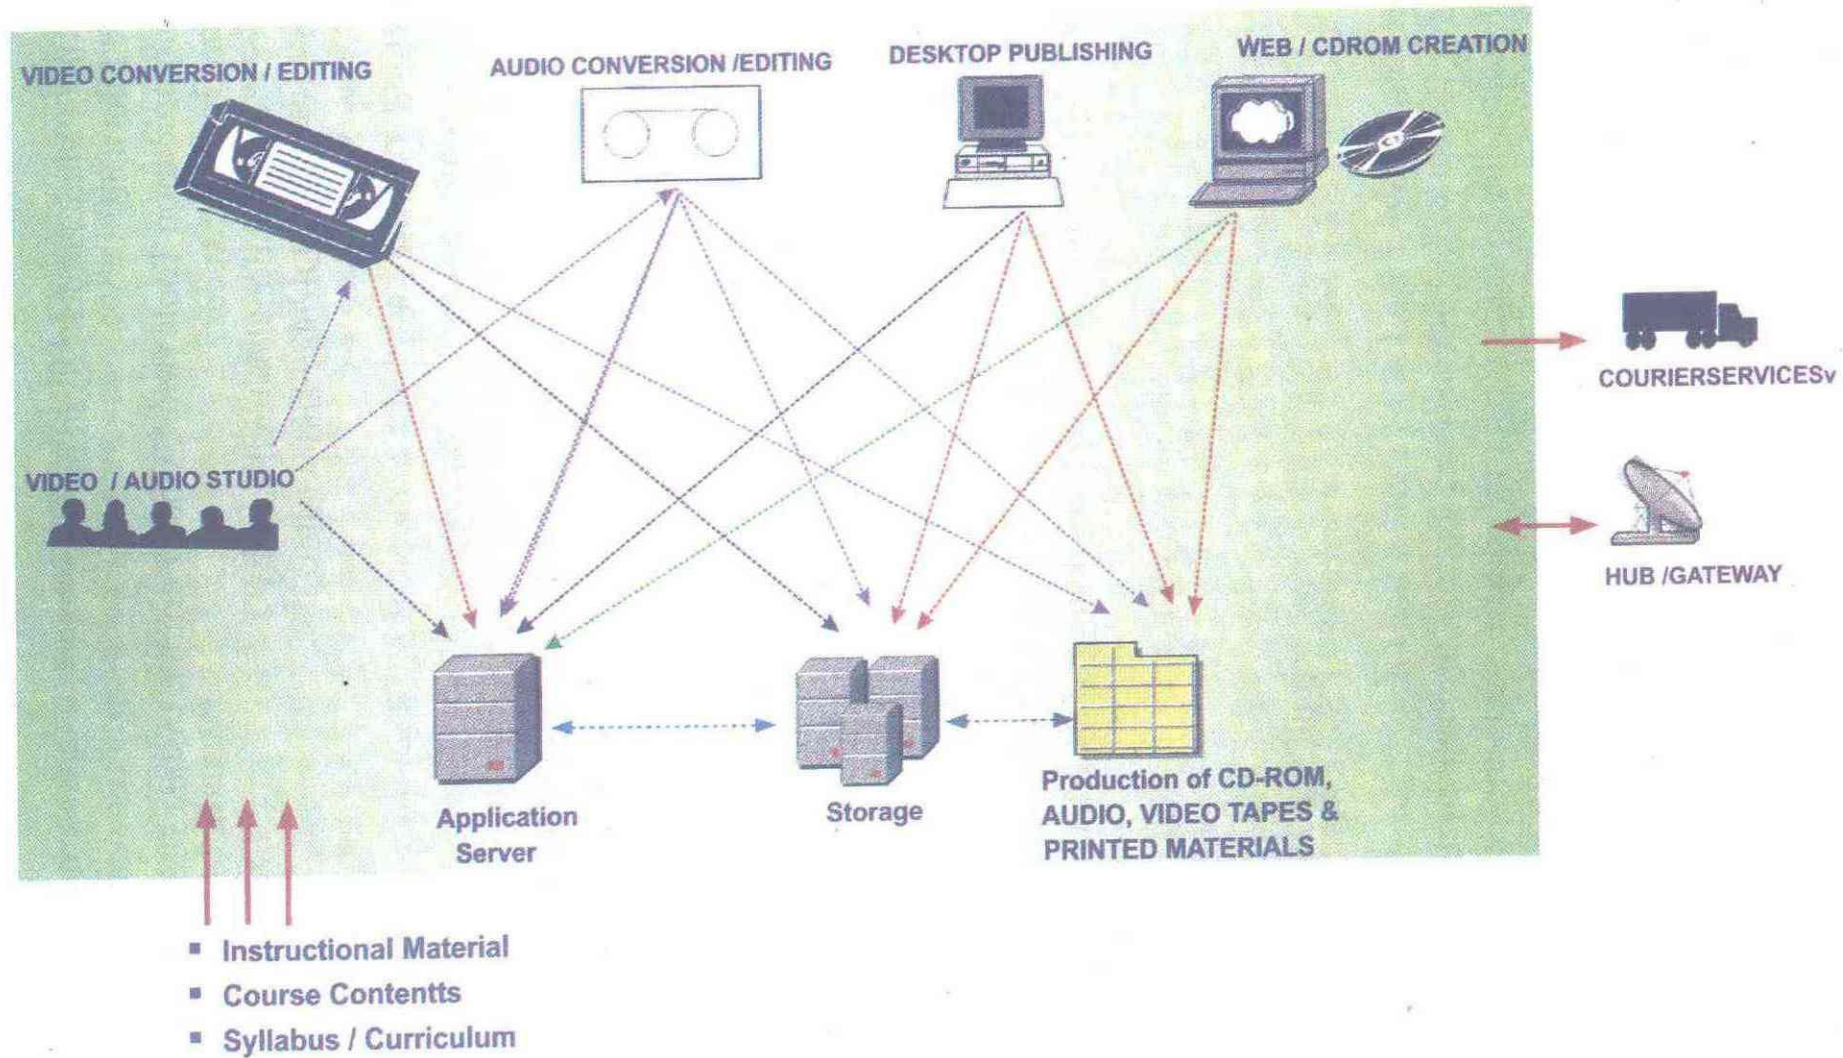 VIDEO CONVERSION / EDITING
AUDIO CONVERSION /EDITING
DESKTOP PUBLISHING
WEB / CDROM CREATION
VIDEO / AUDIO STUDIO
COURIERSERVICESv
HUB /GATEWAY
Application
Server
Storage
Production of CD-ROM,
AUDIO, VIDEO TAPES &
PRINTED MATERIALS
▪ Instructional Material
▪ Course Contentts
▪ Syllabus / Curriculum